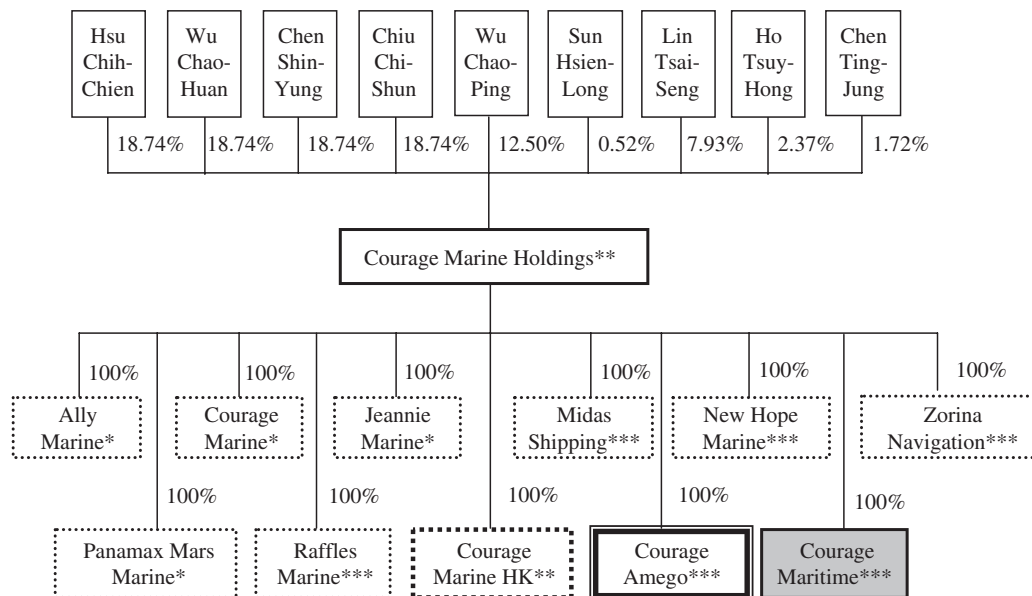 Hsu
Chih-
Chien
Wu
Chao-
Huan
Chen
Shin-
Yung
Chiu
Chi-
Shun
Wu
Chao-
Ping
Sun
Hsien-
Long
Lin
Tsai-
Seng
Ho
Tsuy-
Hong
Chen
Ting-
Jung
18.74%
18.74%
18.74%
18.74%
12.50%
0.52%
7.93%
2.37%
1.72%
Courage Marine Holdings**
100%
100%
100%
100%
100%
100%
Ally
Marine*
Courage
Marine*
Jeannie
Marine*
Midas
Shipping***
New Hope
Marine***
Zorina
Navigation***
100%
100%
100%
100%
100%
Panamax Mars
Marine*
Raffles
Marine***
Courage
Marine HK**
Courage
Amego***
Courage
Maritime***